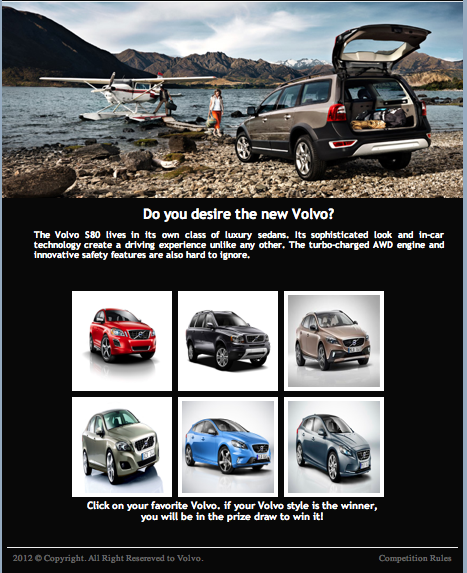 Do you desire the new Volvo?
The Volvo S80 lives in its own class of luxury sedans. Its sophisticated look and in-car
technology create a driving experience unlike any other. The turbo-charged AWD engine and
innovative safety features are also hard to ignore.
Click on your favorite Volvo. if your Volvo style is the winner,
you will be in the prize draw to win it!
2012 © Copyright. All Right Resereved to Volvo. Competition Rules